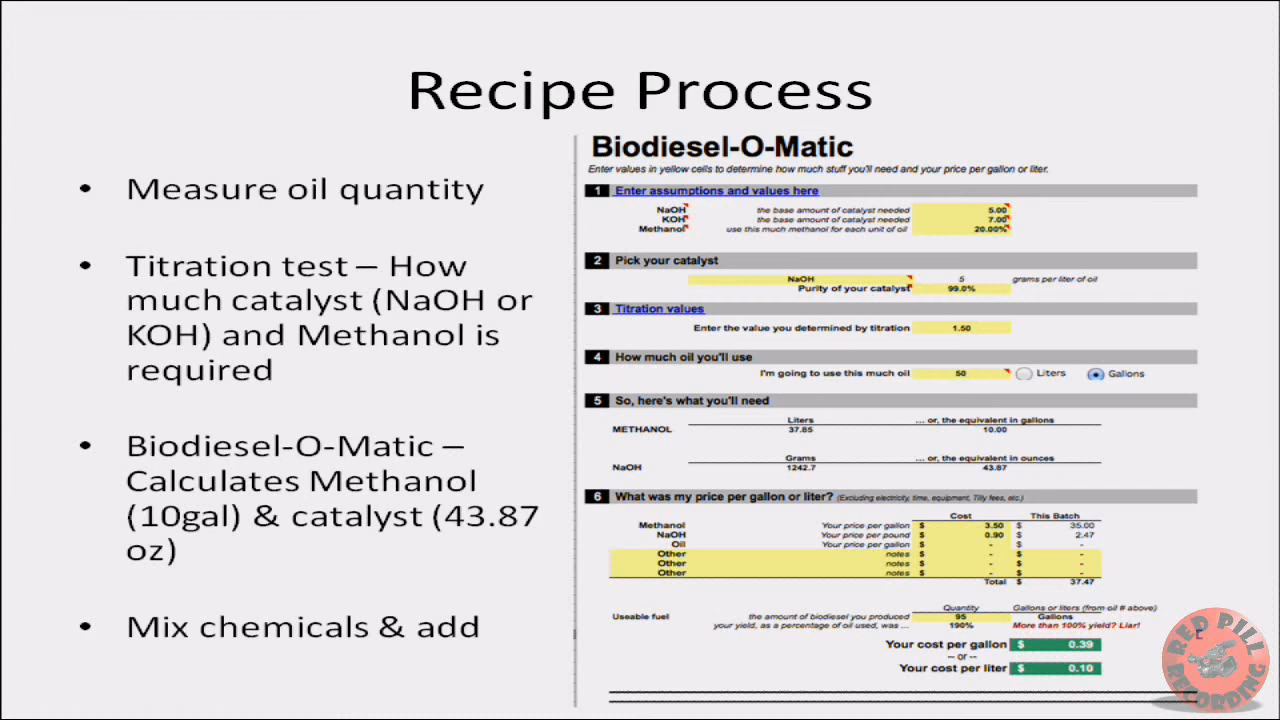 Recipe Process
• Measure oil quantity
• Titration test – How
much catalyst (NaOH or
KOH) and Methanol is
required
• Biodiesel-O-Matic –
Calculates Methanol
(10gal) & catalyst (43.87
oz)
• Mix chemicals & add
Biodiesel-O-Matic
Enter values in yellow cells to determine how much stuff you'll need and your price per gallon or liter.
1 Enter assumptions and values here
NaOH the base amount of catalyst needed 5.00
KOH the base amount of catalyst needed 7.00
Methanol use this much methanol for each unit of oil 20.00%
2 Pick your catalyst
NaOH 5 grams per liter of oil
Purity of your catalyst 99.0%
3 Titration values
Enter the value you determined by titration 1.50
4 How much oil you'll use
I'm going to use this much oil 50 Liters Gallons
5 So, here's what you'll need
Liters ... or, the equivalent in gallons
METHANOL 37.85 10.00
Grams ... or, the equivalent in ounces
NaOH 1242.7 43.87
6 What was my price per gallon or liter? (Excluding electricity, time, equipment, Tilly fees, etc.)
Cost This Batch
Methanol Your price per gallon $ 3.50 $ 35.00
NaOH Your price per pound $ 0.90 $ 2.47
Oil Your price per gallon $ - $ -
Other notes $ - $ -
Other notes $ - $ -
Other notes $ - $ -
Total $ 37.47
Quantity Gallons or liters (from oil # above)
Useable fuel the amount of biodiesel you produced 95 Gallons
your yield, as a percentage of oil used, was ... 190% More than 100% yield? Liar!
Your cost per gallon $ 0.39
-- or --
Your cost per liter $ 0.10
RED PILL
RECORDING